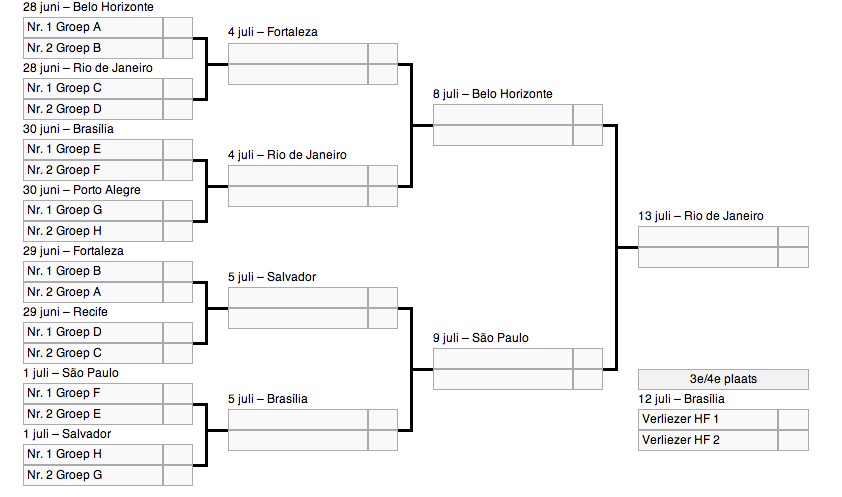 28 juni – Belo Horizonte
Nr. 1 Groep A
Nr. 2 Groep B
28 juni – Rio de Janeiro
Nr. 1 Groep C
Nr. 2 Groep D
30 juni – Brasília
Nr. 1 Groep E
Nr. 2 Groep F
30 juni – Porto Alegre
Nr. 1 Groep G
Nr. 2 Groep H
29 juni – Fortaleza
Nr. 1 Groep B
Nr. 2 Groep A
29 juni – Recife
Nr. 1 Groep D
Nr. 2 Groep C
1 juli – São Paulo
Nr. 1 Groep F
Nr. 2 Groep E
1 juli – Salvador
Nr. 1 Groep H
Nr. 2 Groep G
4 juli – Fortaleza
4 juli – Rio de Janeiro
5 juli – Salvador
5 juli – Brasília
8 juli – Belo Horizonte
9 juli – São Paulo
13 juli – Rio de Janeiro
3e/4e plaats
12 juli – Brasília
Verliezer HF 1
Verliezer HF 2